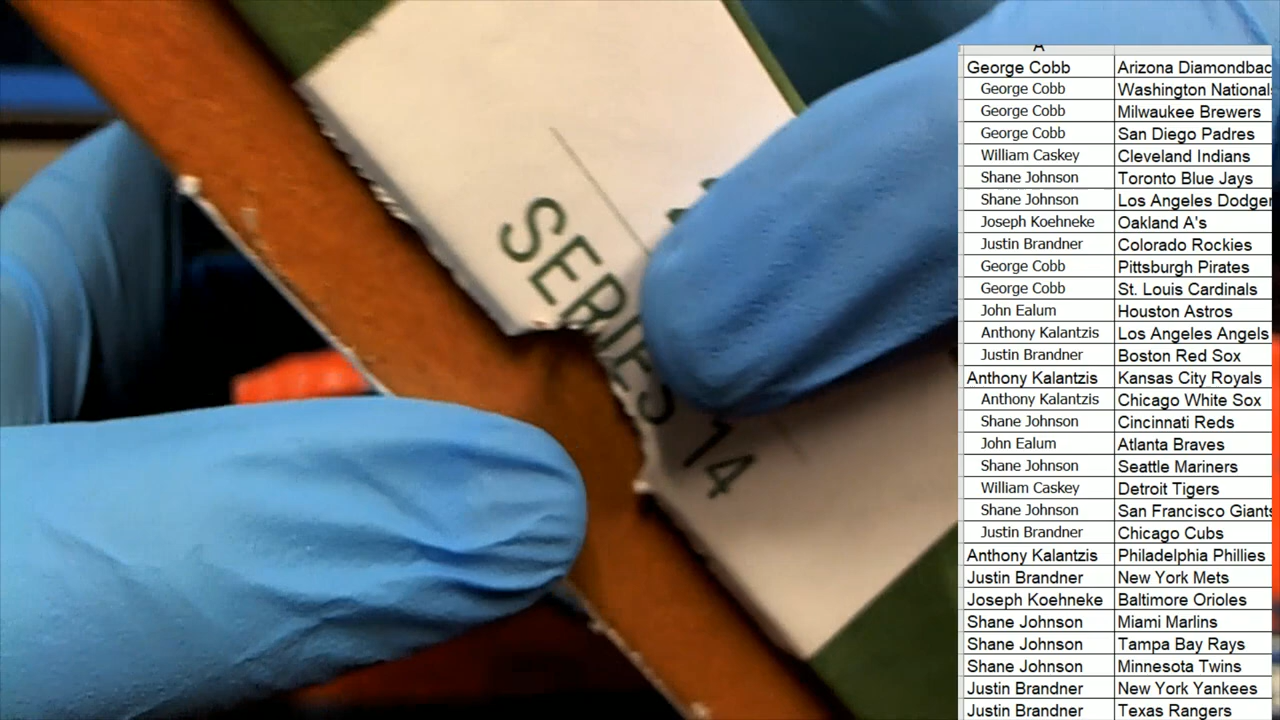 SERIES 14
A
George Cobb Arizona Diamondbac
George Cobb Washington Nationals
George Cobb Milwaukee Brewers
George Cobb San Diego Padres
William Caskey Cleveland Indians
Shane Johnson Toronto Blue Jays
Shane Johnson Los Angeles Dodger
Joseph Koehneke Oakland A's
Justin Brandner Colorado Rockies
George Cobb Pittsburgh Pirates
George Cobb St. Louis Cardinals
John Ealum Houston Astros
Anthony Kalantzis Los Angeles Angels
Justin Brandner Boston Red Sox
Anthony Kalantzis Kansas City Royals
Anthony Kalantzis Chicago White Sox
Shane Johnson Cincinnati Reds
John Ealum Atlanta Braves
Shane Johnson Seattle Mariners
William Caskey Detroit Tigers
Shane Johnson San Francisco Giants
Justin Brandner Chicago Cubs
Anthony Kalantzis Philadelphia Phillies
Justin Brandner New York Mets
Joseph Koehneke Baltimore Orioles
Shane Johnson Miami Marlins
Shane Johnson Tampa Bay Rays
Shane Johnson Minnesota Twins
Justin Brandner New York Yankees
Justin Brandner Texas Rangers